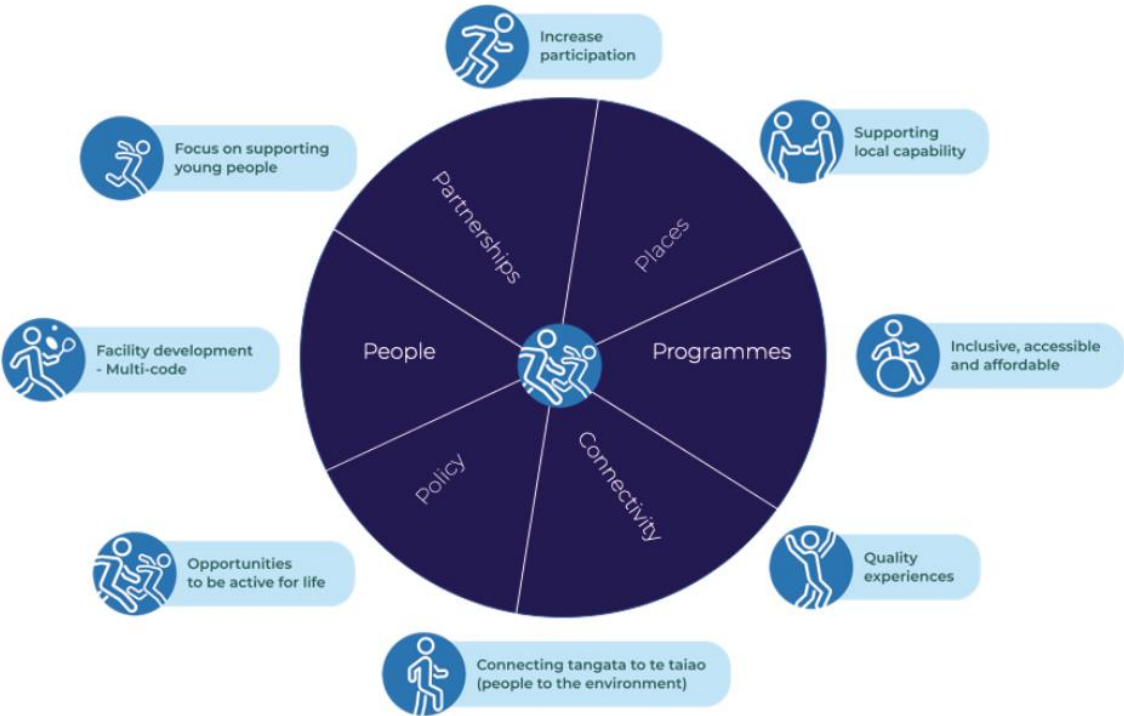 Increase
participation
Focus on supporting
young people
Supporting
local capability
Partnerships
Places
People
Programmes
Facility development
- Multi-code
Inclusive, accessible
and affordable
Policy
Connectivity
Opportunities
to be active for life
Quality
experiences
Connecting tangata to te taiao
(people to the environment)